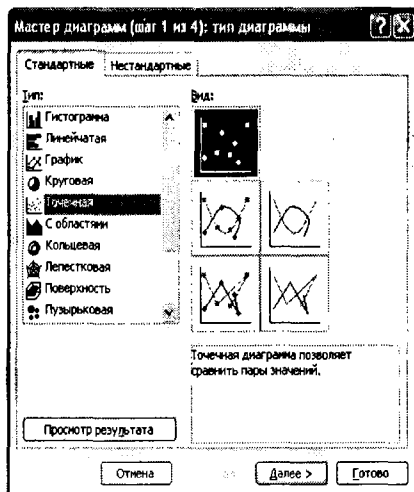 Мастер диаграмм (шаг 1 из 4): тип диаграммы
Стандартные Нестандартные
Тип:
Вид:
Гистограмма
Линейчатая
График
Круговая
Точечная
С областями
Кольцевая
Лепестковая
Поверхность
Пузырьковая
Точечная диаграмма позволяет
сравнить пары значений.
Просмотр результата
Отмена Далее > Готово